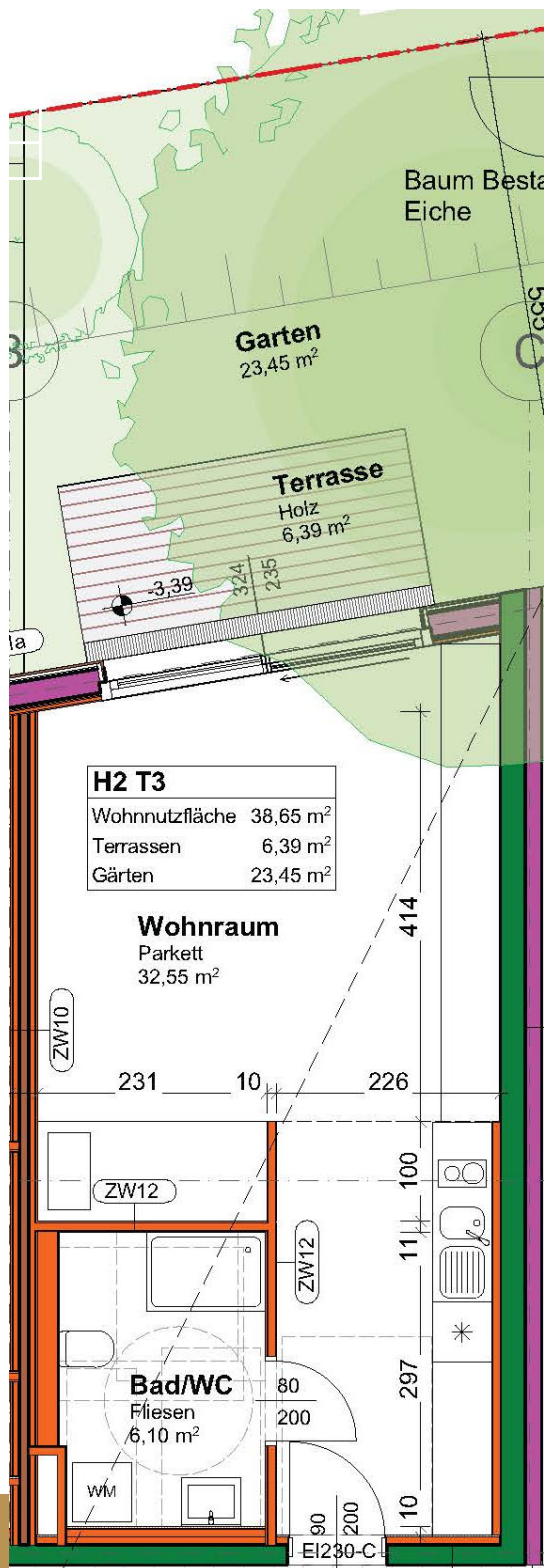 Baum Besta
Eiche
555
B
C
Garten
23,45 m²
Terrasse
Holz
6,39 m²
-3,39
324
235
la
H2 T3
Wohnnutzfläche 38,65 m²
Terrassen 6,39 m²
Gärten 23,45 m²
414
Wohnraum
Parkett
32,55 m²
ZW10
231 10 226
100
ZW12
11
ZW12
297
Bad/WC
Fliesen
6,10 m²
80
200
WM
90
200
10
EI230-C